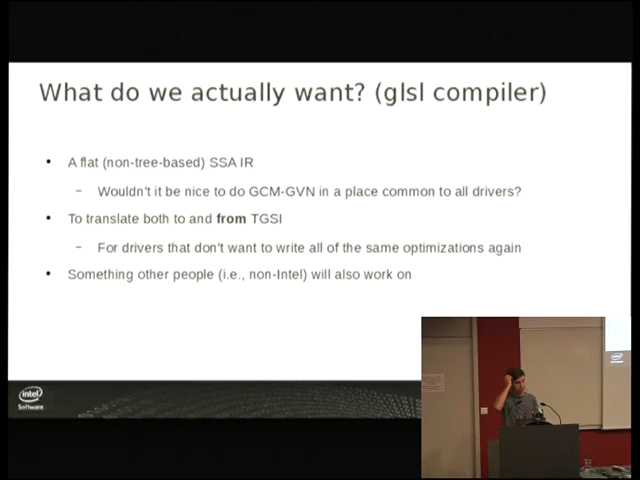 What do we actually want? (glsl compiler)
• A flat (non-tree-based) SSA IR
– Wouldn't it be nice to do GCM-GVN in a place common to all drivers?
• To translate both to and from TGSI
– For drivers that don't want to write all of the same optimizations again
• Something other people (i.e., non-Intel) will also work on
intel
Software
intel